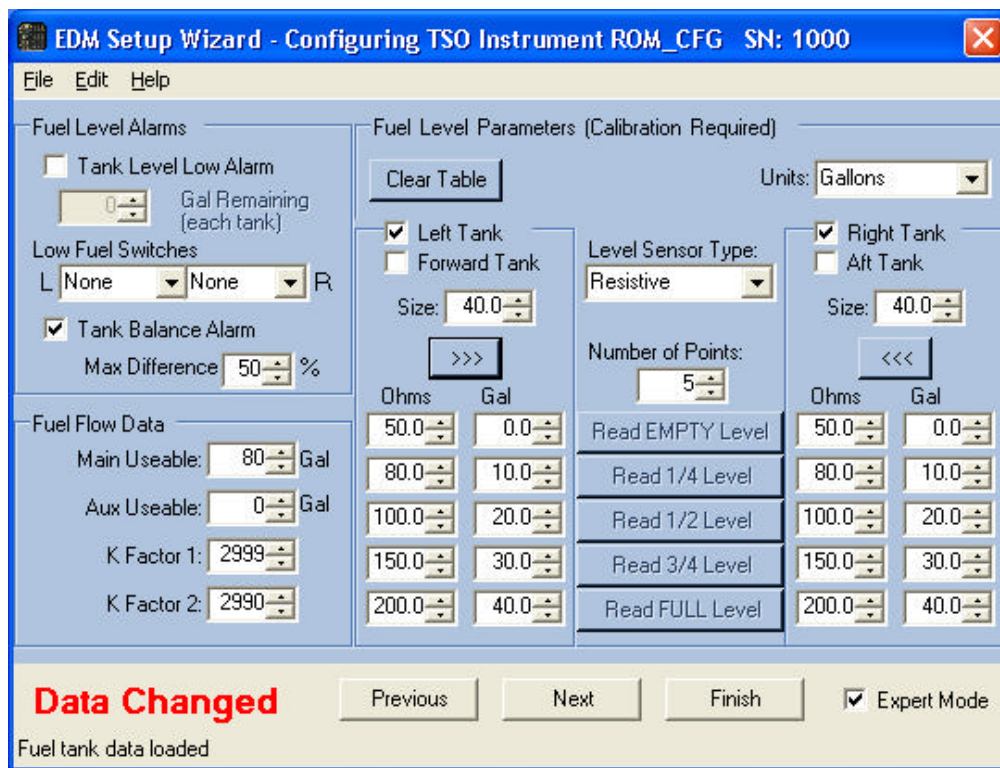 EDM Setup Wizard - Configuring TSO Instrument ROM_CFG SN: 1000
File Edit Help
Fuel Level Alarms
Tank Level Low Alarm
0 Gal Remaining
(each tank)
Low Fuel Switches
L None None R
Tank Balance Alarm
Max Difference 50 %
Fuel Flow Data
Main Useable: 80 Gal
Aux Useable: 0 Gal
K Factor 1: 2999
K Factor 2: 2990
Fuel Level Parameters (Calibration Required)
Clear Table
Units: Gallons
Left Tank
Forward Tank
Size: 40.0
>>>
Ohms Gal
50.0 0.0
80.0 10.0
100.0 20.0
150.0 30.0
200.0 40.0
Level Sensor Type:
Resistive
Number of Points:
5
Read EMPTY Level
Read 1/4 Level
Read 1/2 Level
Read 3/4 Level
Read FULL Level
Right Tank
Aft Tank
Size: 40.0
<<<
Ohms Gal
50.0 0.0
80.0 10.0
100.0 20.0
150.0 30.0
200.0 40.0
Data Changed
Previous Next Finish
Expert Mode
Fuel tank data loaded